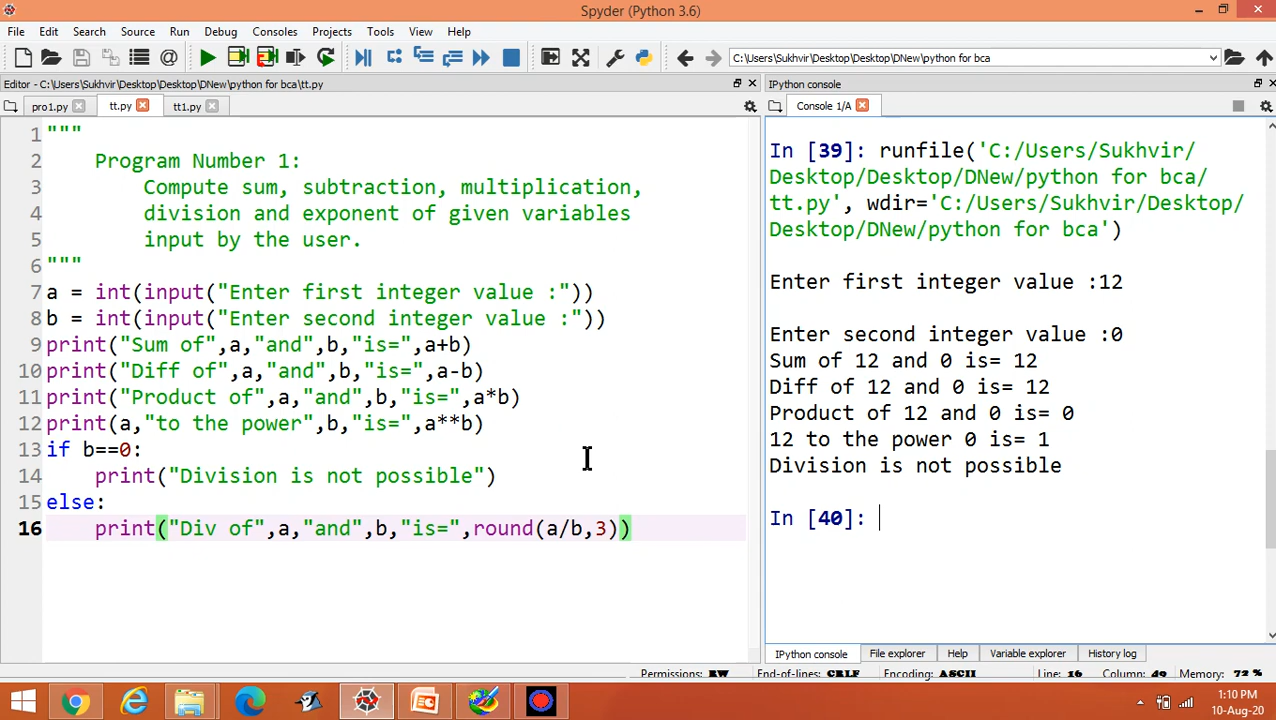 Spyder (Python 3.6)
File Edit Search Source Run Debug Consoles Projects Tools View Help
C:\Users\Sukhvir\Desktop\Desktop\DNew\python for bca
Editor - C:\Users\Sukhvir\Desktop\Desktop\DNew\python for bca\tt.py
pro1.py tt.py tt1.py
1 """
2 Program Number 1:
3 Compute sum, subtraction, multiplication,
4 division and exponent of given variables
5 input by the user.
6 """
7 a = int(input("Enter first integer value :"))
8 b = int(input("Enter second integer value :"))
9 print("Sum of",a,"and",b,"is=",a+b)
10 print("Diff of",a,"and",b,"is=",a-b)
11 print("Product of",a,"and",b,"is=",a*b)
12 print(a,"to the power",b,"is=",a**b)
13 if b==0:
14 print("Division is not possible")
15 else:
16 print("Div of",a,"and",b,"is=",round(a/b,3))
IPython console
Console 1/A
In [39]: runfile('C:/Users/Sukhvir/
Desktop/Desktop/DNew/python for bca/
tt.py', wdir='C:/Users/Sukhvir/Desktop/
Desktop/DNew/python for bca')
Enter first integer value :12
Enter second integer value :0
Sum of 12 and 0 is= 12
Diff of 12 and 0 is= 12
Product of 12 and 0 is= 0
12 to the power 0 is= 1
Division is not possible
In [40]:
IPython console File explorer Help Variable explorer History log
Permissions: RW End-of-lines: CRLF Encoding: ASCII Line: 16 Column: 49 Memory: 72 %
1:10 PM
10-Aug-20